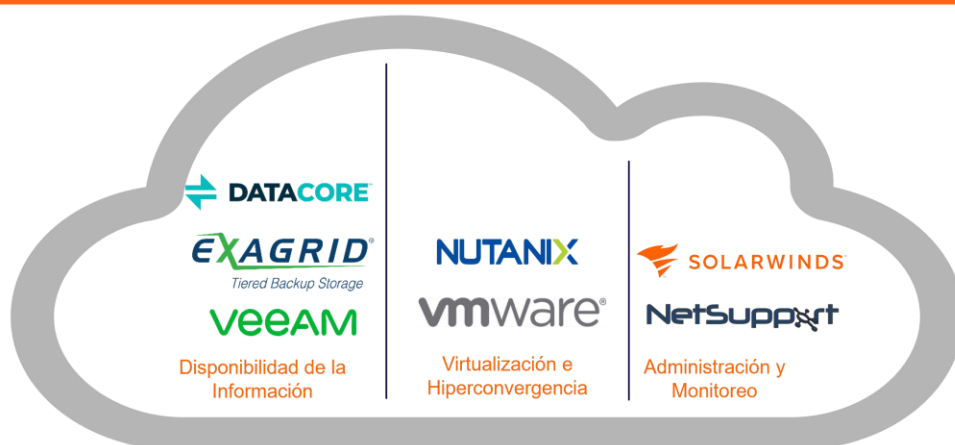 DATACORE
EXAGRID®
Tiered Backup Storage
veeAM
Disponibilidad de la
Información
NUTANIX
vmware®
Virtualización e
Hiperconvergencia
SOLARWINDS
NetSupport
Administración y
Monitoreo